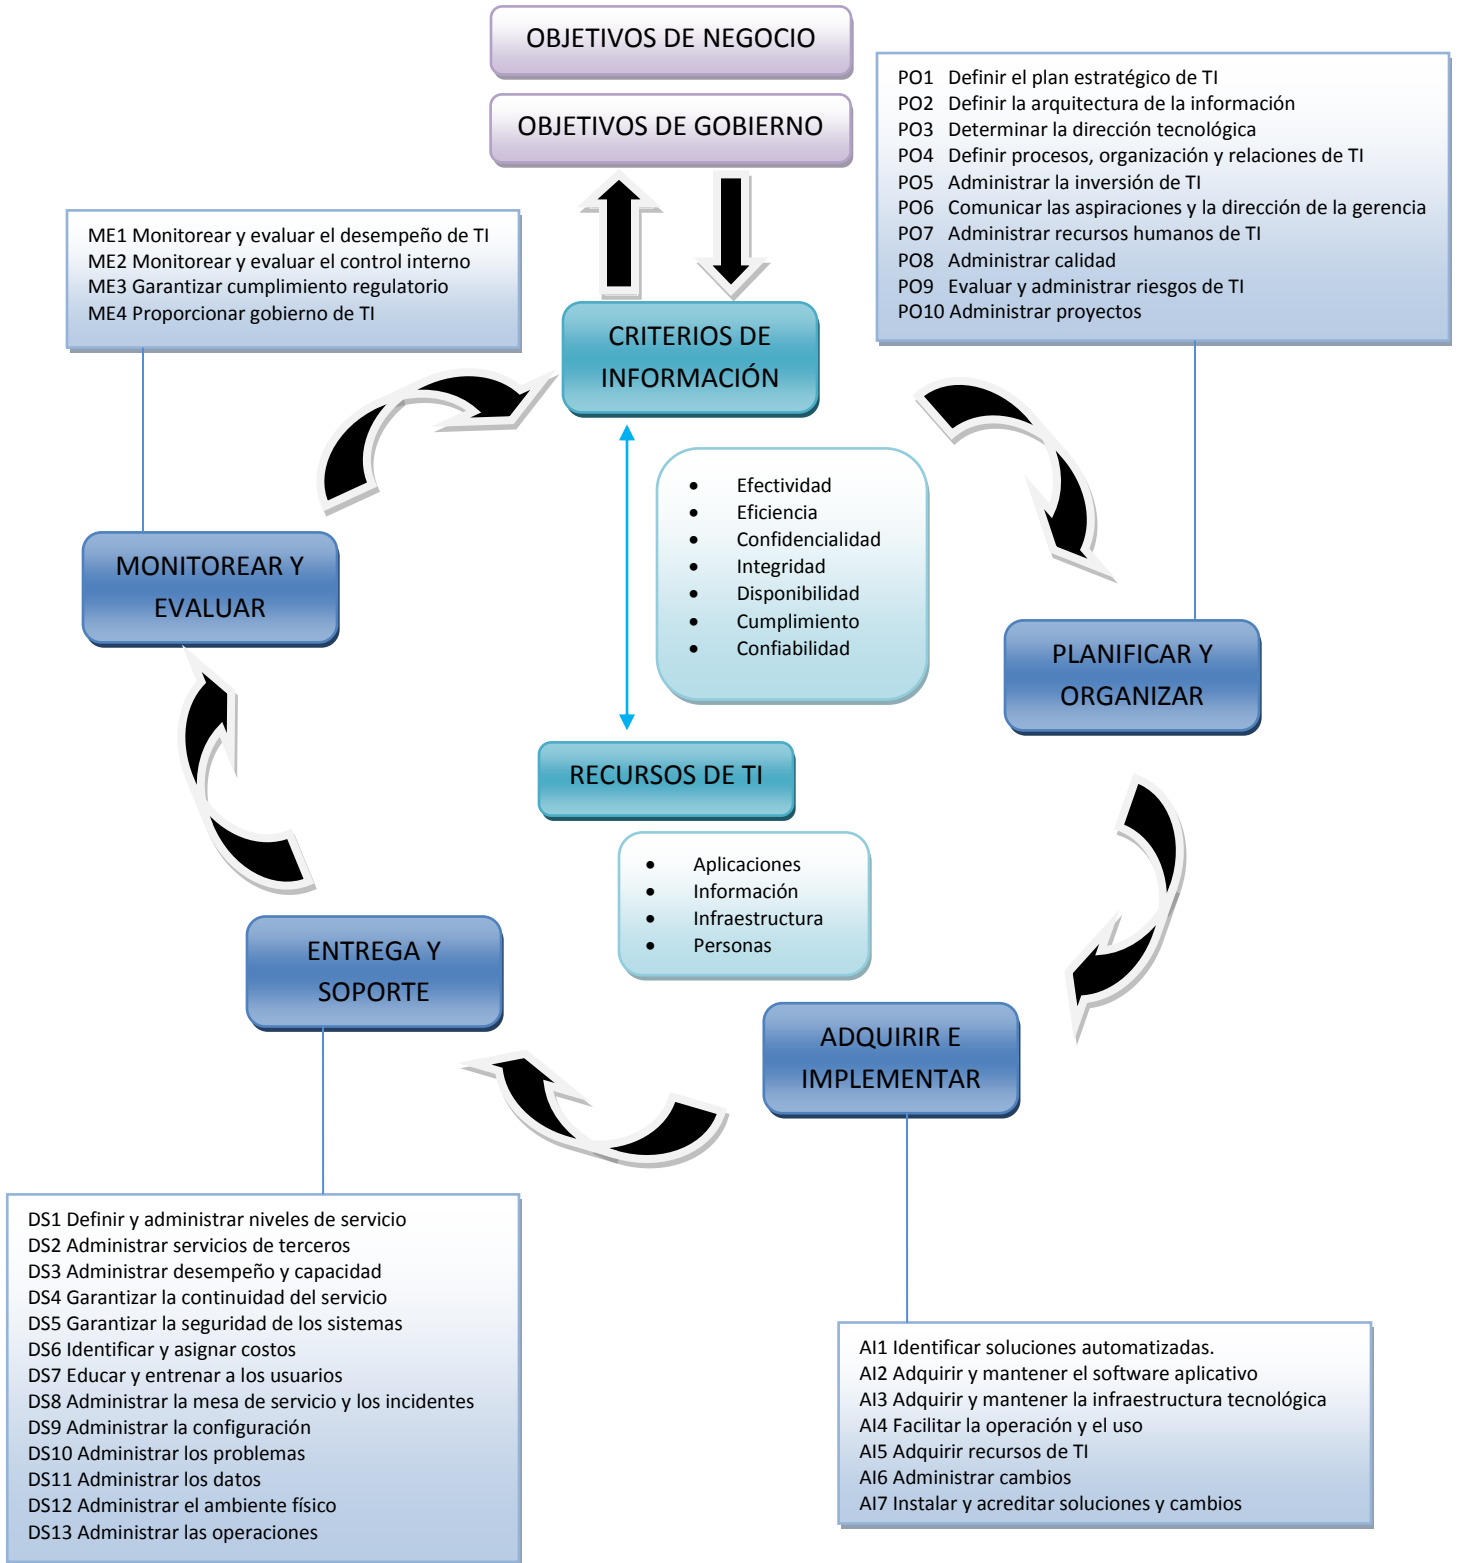 OBJETIVOS DE NEGOCIO
OBJETIVOS DE GOBIERNO
PO1 Definir el plan estratégico de TI
PO2 Definir la arquitectura de la información
PO3 Determinar la dirección tecnológica
PO4 Definir procesos, organización y relaciones de TI
PO5 Administrar la inversión de TI
PO6 Comunicar las aspiraciones y la dirección de la gerencia
PO7 Administrar recursos humanos de TI
PO8 Administrar calidad
PO9 Evaluar y administrar riesgos de TI
PO10 Administrar proyectos
ME1 Monitorear y evaluar el desempeño de TI
ME2 Monitorear y evaluar el control interno
ME3 Garantizar cumplimiento regulatorio
ME4 Proporcionar gobierno de TI
CRITERIOS DE
INFORMACIÓN
• Efectividad
• Eficiencia
• Confidencialidad
• Integridad
• Disponibilidad
• Cumplimiento
• Confiabilidad
MONITOREAR Y
EVALUAR
PLANIFICAR Y
ORGANIZAR
RECURSOS DE TI
• Aplicaciones
• Información
• Infraestructura
• Personas
ENTREGA Y
SOPORTE
ADQUIRIR E
IMPLEMENTAR
DS1 Definir y administrar niveles de servicio
DS2 Administrar servicios de terceros
DS3 Administrar desempeño y capacidad
DS4 Garantizar la continuidad del servicio
DS5 Garantizar la seguridad de los sistemas
DS6 Identificar y asignar costos
DS7 Educar y entrenar a los usuarios
DS8 Administrar la mesa de servicio y los incidentes
DS9 Administrar la configuración
DS10 Administrar los problemas
DS11 Administrar los datos
DS12 Administrar el ambiente físico
DS13 Administrar las operaciones
AI1 Identificar soluciones automatizadas.
AI2 Adquirir y mantener el software aplicativo
AI3 Adquirir y mantener la infraestructura tecnológica
AI4 Facilitar la operación y el uso
AI5 Adquirir recursos de TI
AI6 Administrar cambios
AI7 Instalar y acreditar soluciones y cambios